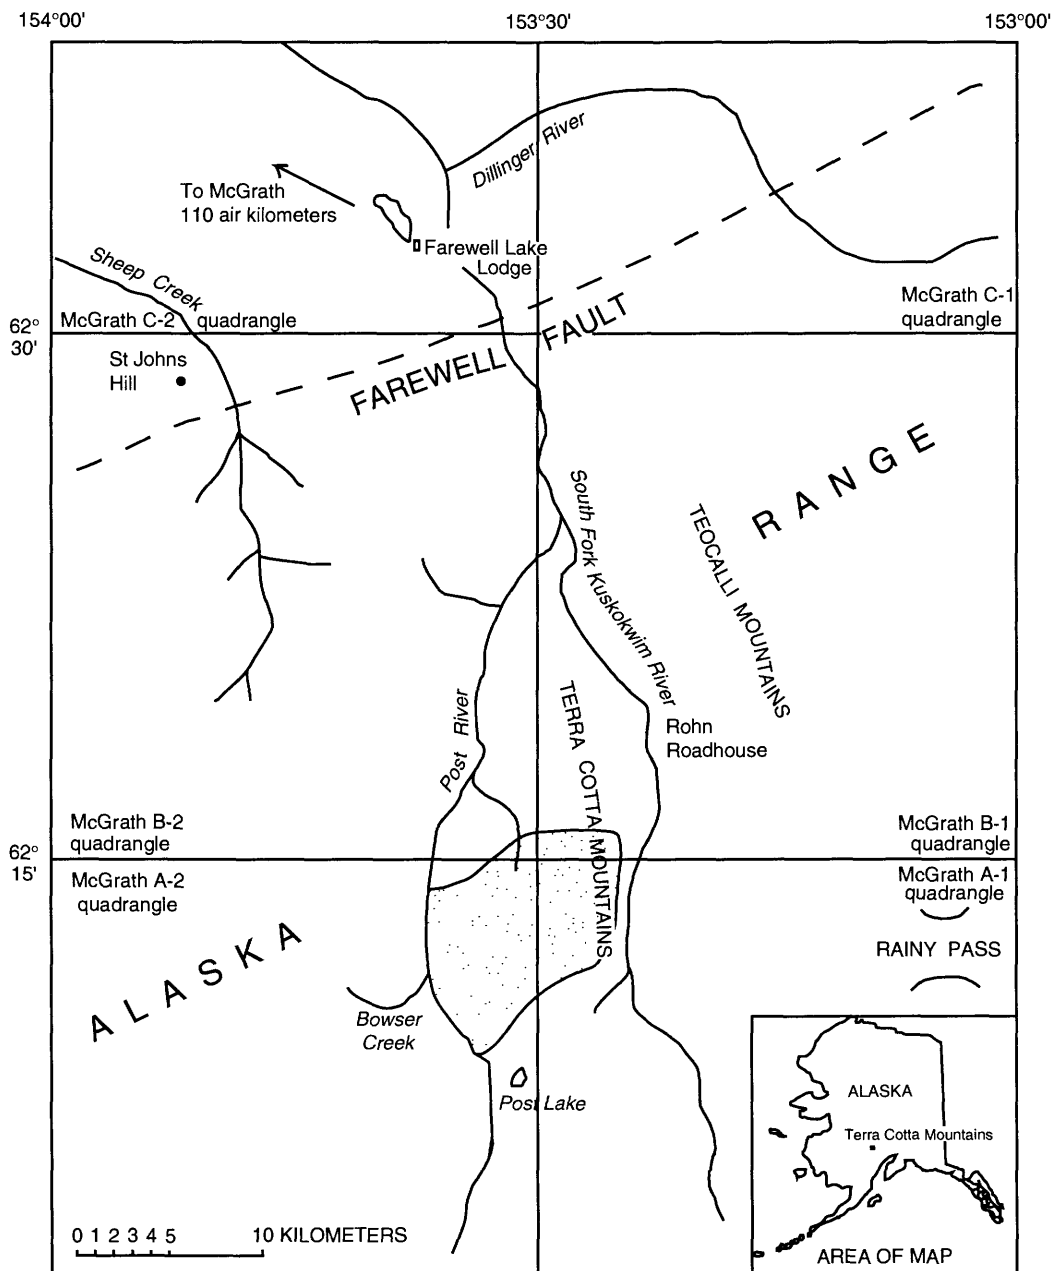 154°00'
153°30'
153°00'
Dillinger River
To McGrath
110 air kilometers
Farewell Lake
Lodge
Sheep Creek
McGrath C-1
quadrangle
62°
30'
McGrath C-2 quadrangle
FAREWELL FAULT
St Johns
Hill
RANGE
South Fork Kuskokwim River
TEOCALLI MOUNTAINS
Post River
TERRA COTTA MOUNTAINS
Rohn
Roadhouse
McGrath B-2
quadrangle
McGrath B-1
quadrangle
62°
15'
McGrath A-2
quadrangle
McGrath A-1
quadrangle
ALASKA
RAINY PASS
Bowser
Creek
Post Lake
ALASKA
Terra Cotta Mountains
0 1 2 3 4 5 10 KILOMETERS
AREA OF MAP